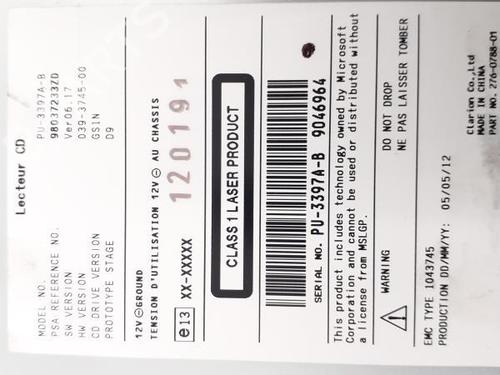 Lecteur CD
MODEL NO. PU-3397A-B
PSA REFERENCE NO. 98037233ZD
SW VERSION Ver06.17
HW VERSION 039-3745-00
CD DRIVE VERSION GS1N
PROTOTYPE STAGE D9
12V ⊖GROUND
TENSION D'UTILISATION 12V ⊖ AU CHASSIS
e13 XX-XXXXX
120191
CLASS 1 LASER PRODUCT
SERIAL NO. PU-3397A-B 9046964
This product includes technology owned by Microsoft
Corporation and cannot be used or distributed without
a license from MSLGP.
WARNING
DO NOT DROP
NE PAS LAISSER TOMBER
EMC TYPE 1043745
PRODUCTION DD/MM/YY: 05/05/12
Clarion Co.,Ltd
MADE IN CHINA
PART NO. 276-0788-01